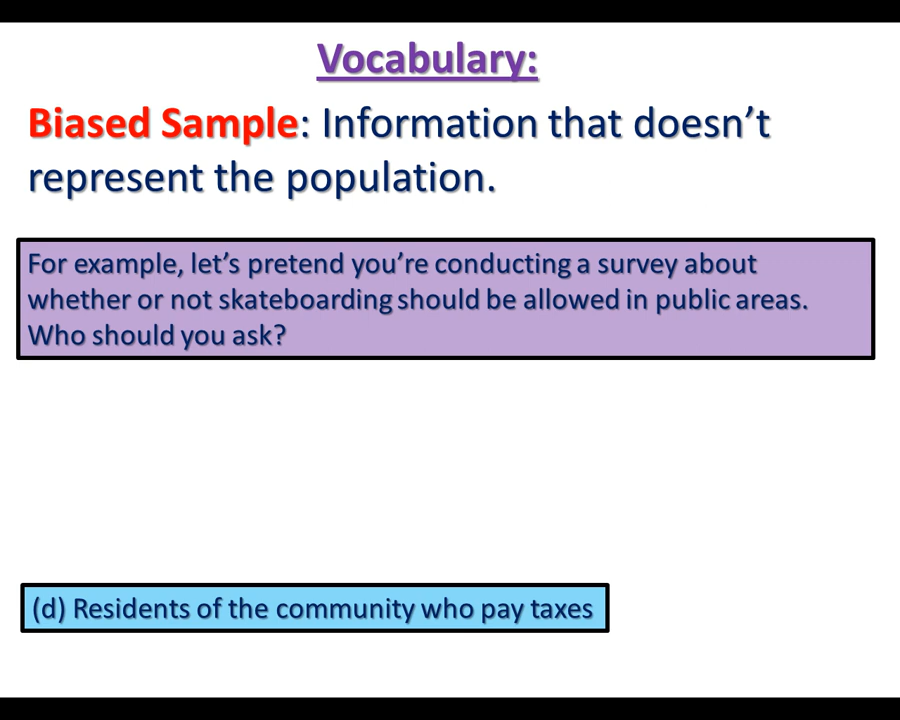 Vocabulary:
Biased Sample: Information that doesn’t
represent the population.
For example, let’s pretend you’re conducting a survey about
whether or not skateboarding should be allowed in public areas.
Who should you ask?
(d) Residents of the community who pay taxes